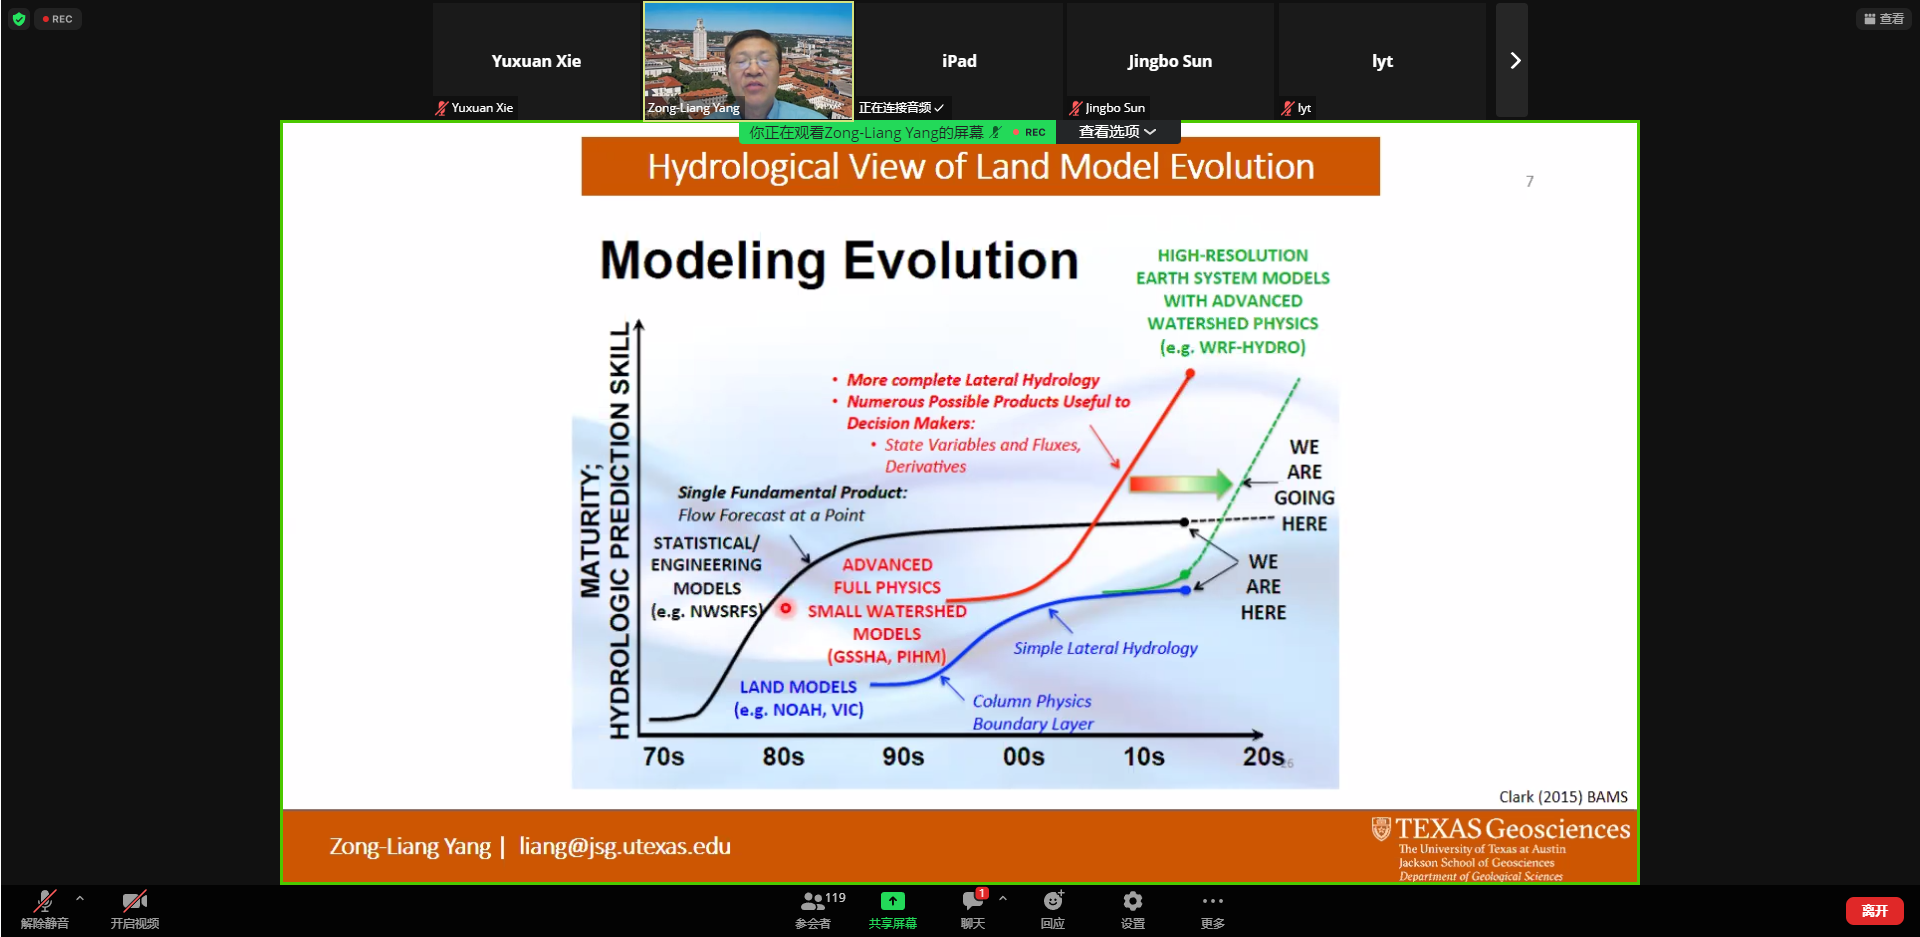 REC
查看
Yuxuan Xie
iPad
Jingbo Sun
lyt
Yuxuan Xie
Zong-Liang Yang
正在连接音频
Jingbo Sun
lyt
你正在观看Zong-Liang Yang的屏幕
REC
查看选项
Hydrological View of Land Model Evolution
7
Modeling Evolution
HIGH-RESOLUTION
EARTH SYSTEM MODELS
WITH ADVANCED
WATERSHED PHYSICS
(e.g. WRF-HYDRO)
MATURITY;
HYDROLOGIC PREDICTION SKILL
• More complete Lateral Hydrology
• Numerous Possible Products Useful to
Decision Makers:
• State Variables and Fluxes,
Derivatives
WE
ARE
GOING
HERE
Single Fundamental Product:
Flow Forecast at a Point
STATISTICAL/
ENGINEERING
MODELS
(e.g. NWSRFS)
ADVANCED
FULL PHYSICS
SMALL WATERSHED
MODELS
(GSSHA, PIHM)
WE
ARE
HERE
Simple Lateral Hydrology
LAND MODELS
(e.g. NOAH, VIC)
Column Physics
Boundary Layer
70s 80s 90s 00s 10s 20s
26
Clark (2015) BAMS
Zong-Liang Yang | liang@jsg.utexas.edu
TEXAS Geosciences
The University of Texas at Austin
Jackson School of Geosciences
Department of Geological Sciences
解除静音
开启视频
119
参会者
共享屏幕
1
聊天
回应
设置
更多
离开